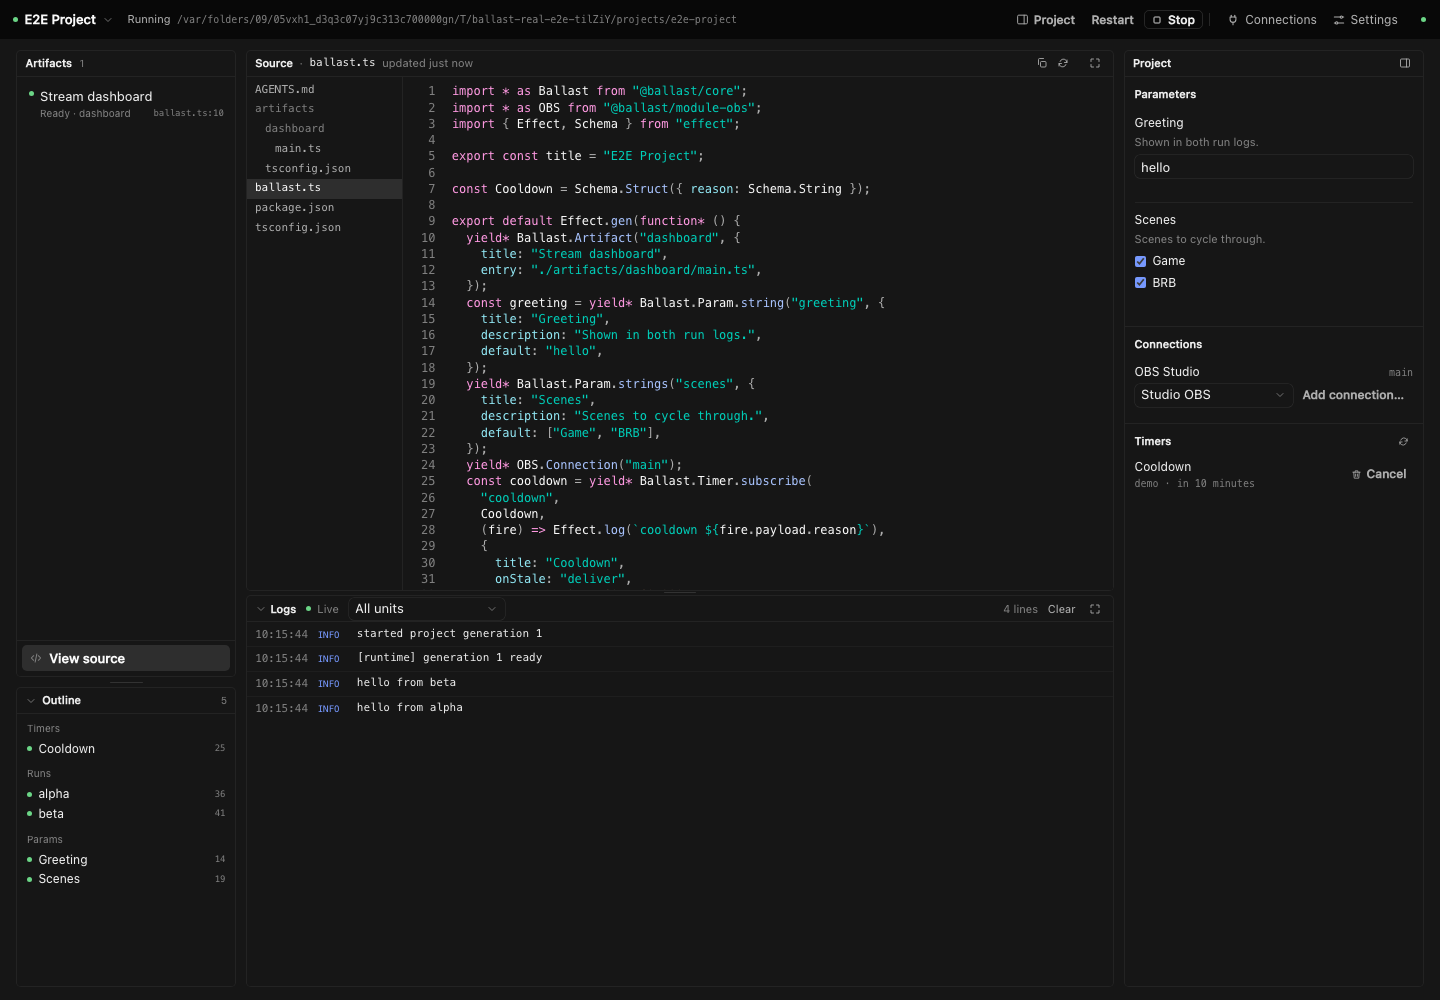 E2E Project Running /var/folders/09/05vxh1_d3q3c07yj9c313c700000gn/T/ballast-real-e2e-tilZiY/projects/e2e-project Project Restart Stop Connections Settings
Artifacts 1
Stream dashboard
Ready · dashboard ballast.ts:10
View source
Outline 5
Timers
Cooldown 25
Runs
alpha 36
beta 41
Params
Greeting 14
Scenes 19
Source · ballast.ts updated just now
AGENTS.md
artifacts
dashboard
main.ts
tsconfig.json
ballast.ts
package.json
tsconfig.json
1 import * as Ballast from "@ballast/core";
2 import * as OBS from "@ballast/module-obs";
3 import { Effect, Schema } from "effect";
4
5 export const title = "E2E Project";
6
7 const Cooldown = Schema.Struct({ reason: Schema.String });
8
9 export default Effect.gen(function* () {
10 yield* Ballast.Artifact("dashboard", {
11 title: "Stream dashboard",
12 entry: "./artifacts/dashboard/main.ts",
13 });
14 const greeting = yield* Ballast.Param.string("greeting", {
15 title: "Greeting",
16 description: "Shown in both run logs.",
17 default: "hello",
18 });
19 yield* Ballast.Param.strings("scenes", {
20 title: "Scenes",
21 description: "Scenes to cycle through.",
22 default: ["Game", "BRB"],
23 });
24 yield* OBS.Connection("main");
25 const cooldown = yield* Ballast.Timer.subscribe(
26 "cooldown",
27 Cooldown,
28 (fire) => Effect.log(`cooldown ${fire.payload.reason}`),
29 {
30 title: "Cooldown",
31 onStale: "deliver",
Logs Live All units 4 lines Clear
10:15:44 INFO started project generation 1
10:15:44 INFO [runtime] generation 1 ready
10:15:44 INFO hello from beta
10:15:44 INFO hello from alpha
Project
Parameters
Greeting
Shown in both run logs.
hello
Scenes
Scenes to cycle through.
Game
BRB
Connections
OBS Studio main
Studio OBS Add connection...
Timers
Cooldown
demo · in 10 minutes Cancel